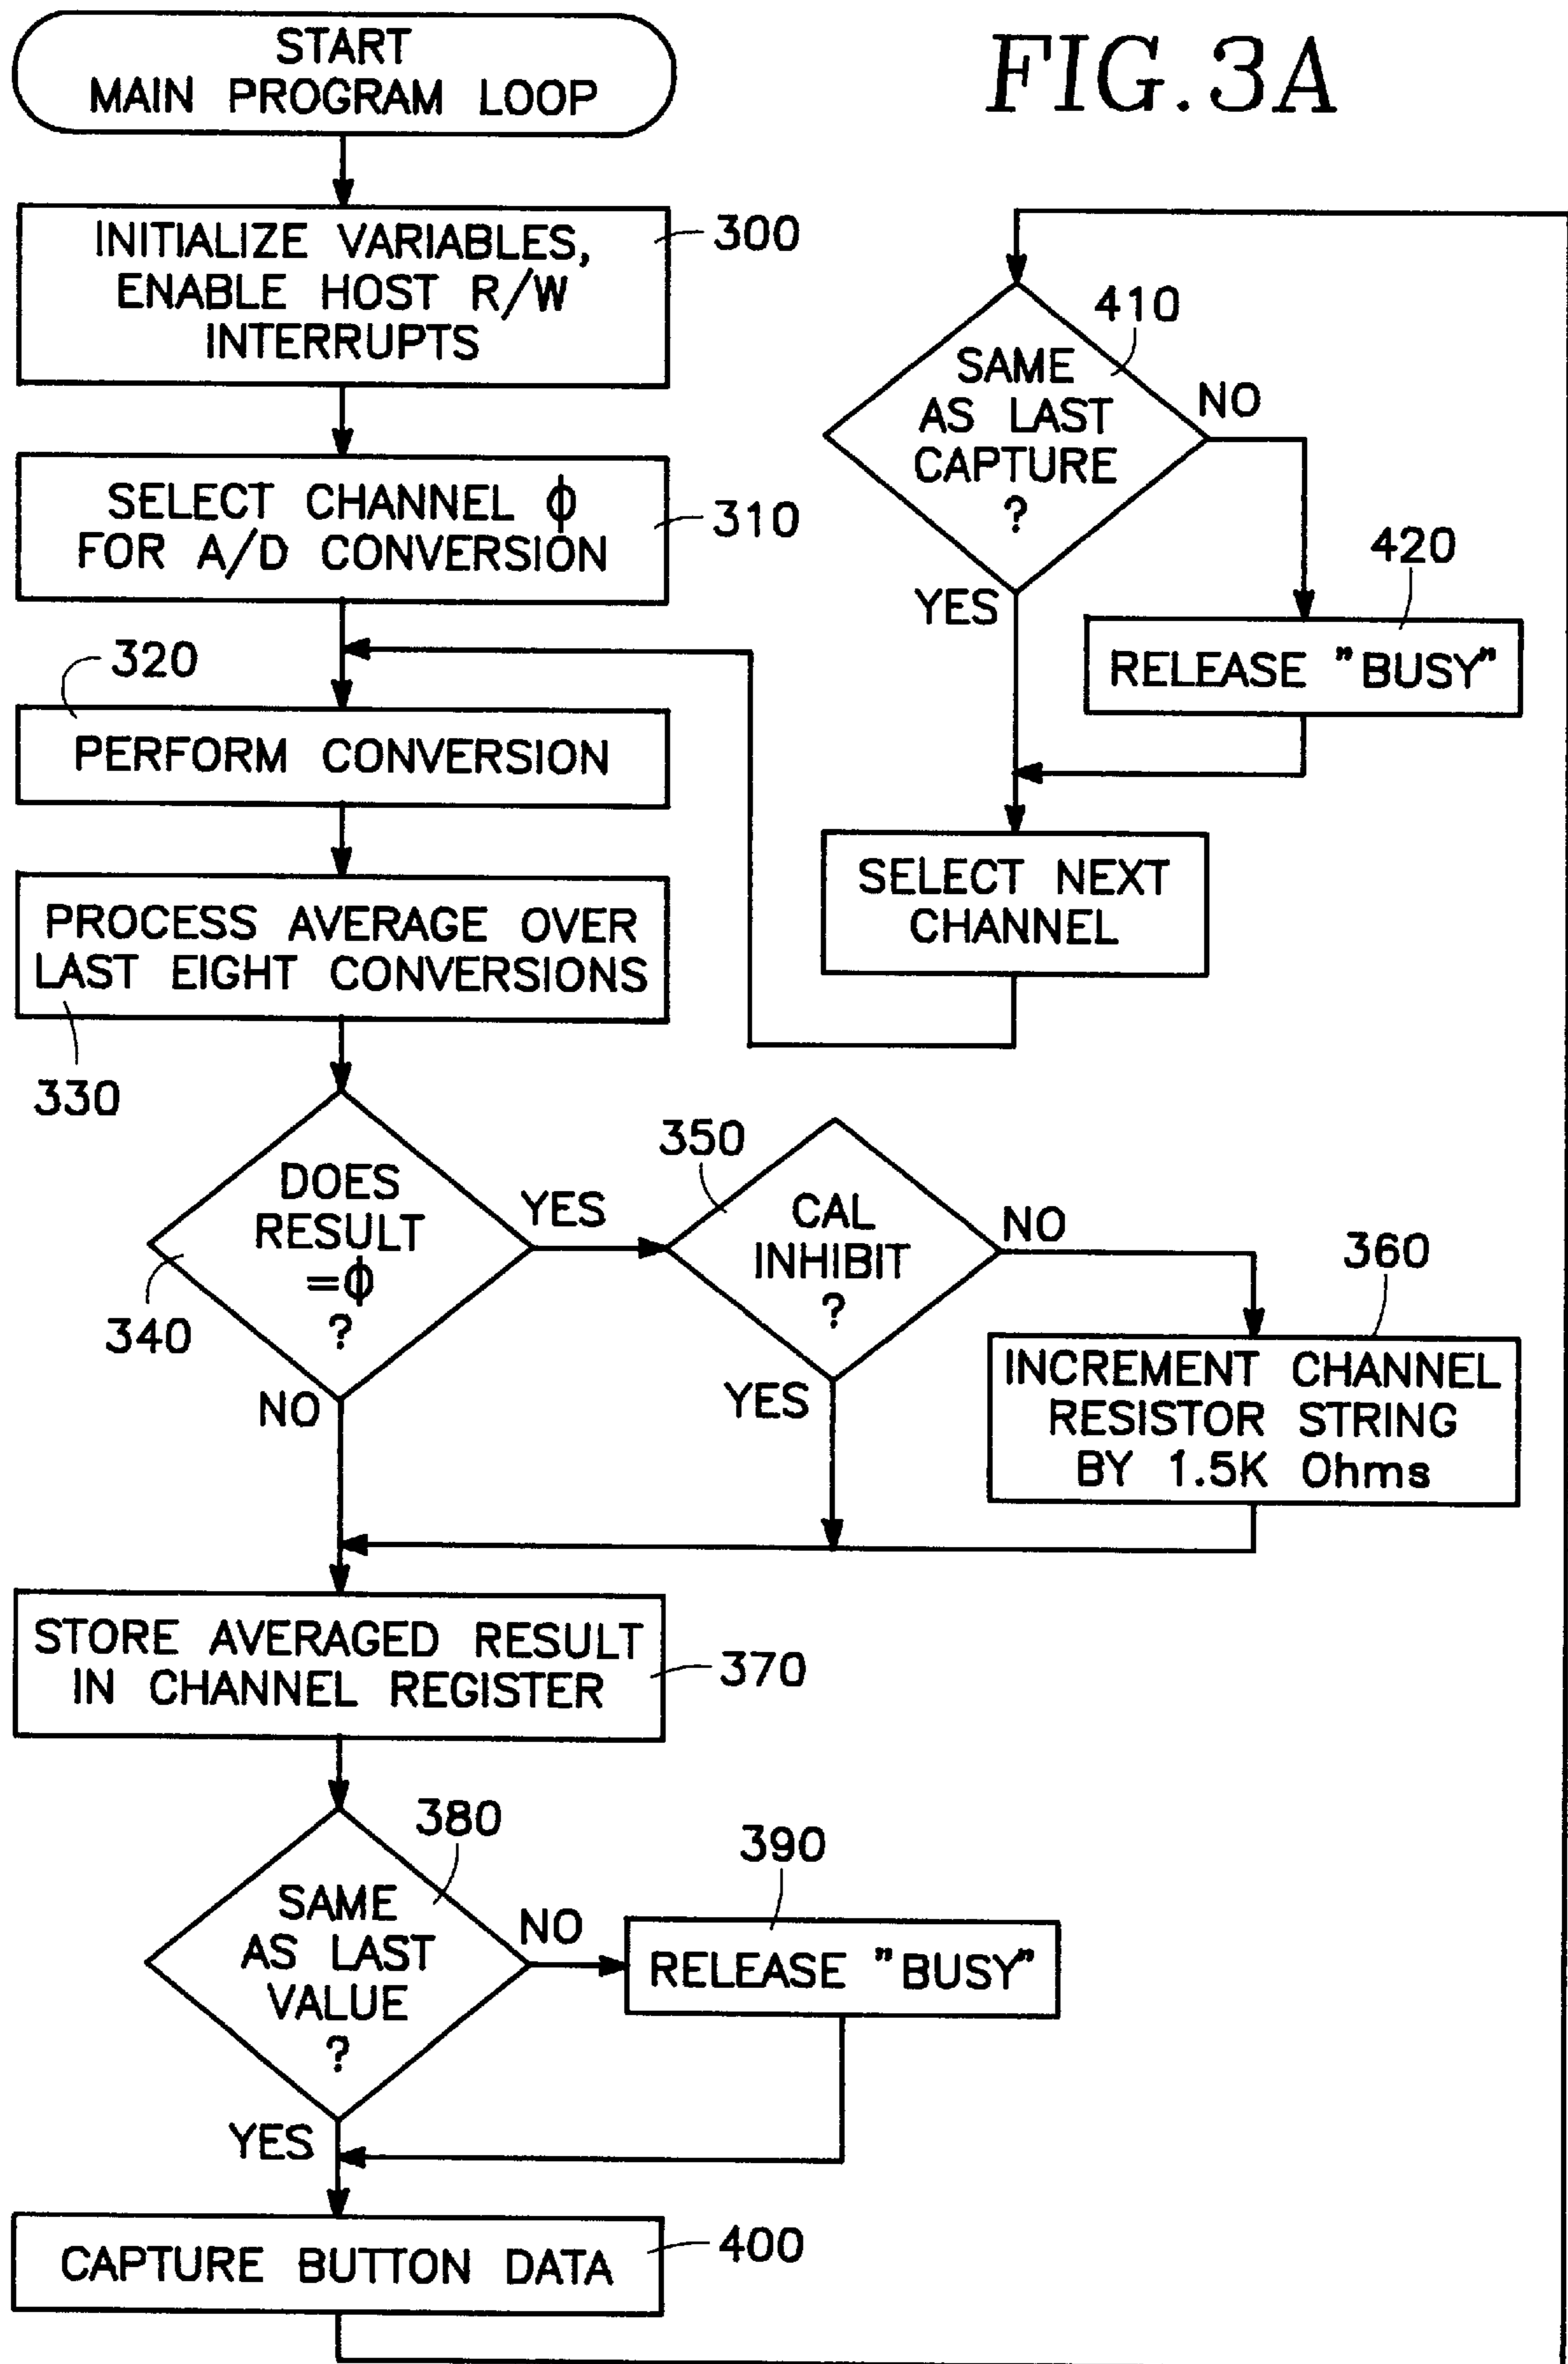 FIG. 3A
START
MAIN PROGRAM LOOP
INITIALIZE VARIABLES,
ENABLE HOST R/W
INTERRUPTS
300
SELECT CHANNEL ϕ
FOR A/D CONVERSION
310
320
PERFORM CONVERSION
PROCESS AVERAGE OVER
LAST EIGHT CONVERSIONS
330
DOES
RESULT
=ϕ
?
340
YES
NO
350
CAL
INHIBIT
?
NO
YES
360
INCREMENT CHANNEL
RESISTOR STRING
BY 1.5K Ohms
STORE AVERAGED RESULT
IN CHANNEL REGISTER
370
380
SAME
AS LAST
VALUE
?
NO
YES
390
RELEASE "BUSY"
CAPTURE BUTTON DATA
400
410
SAME
AS LAST
CAPTURE
?
NO
YES
420
RELEASE "BUSY"
SELECT NEXT
CHANNEL